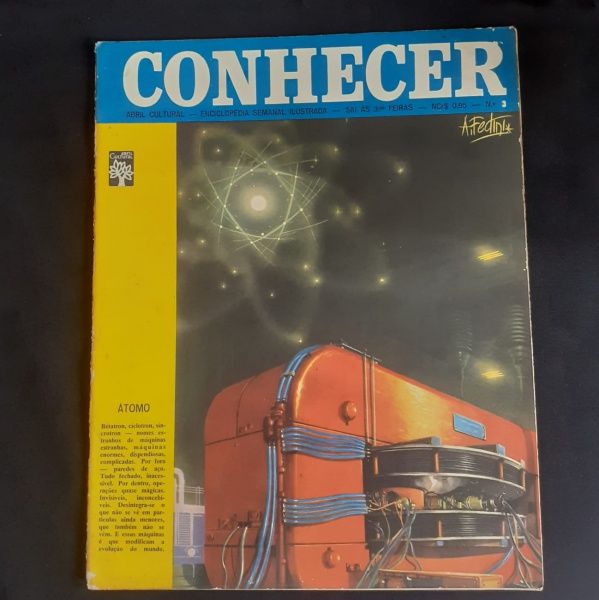 CONHECER
ABRIL CULTURAL — ENCICLOPÉDIA SEMANAL ILUSTRADA — SAI ÀS 3as FEIRAS — NCr$ — N.º 3
A. Fedini
ABRIL
Cultural
ÁTOMO
Bétatron, ciclotron, sin-
crotron — nomes es-
tranhos de máquinas
estranhas, máquinas
enormes, dispendiosas,
complicadas. Por fora
— paredes de aço.
Tudo fechado, inaces-
sível. Por dentro, ope-
rações quase mágicas.
Invisíveis, inconcebí-
veis. Desintegra-se o
que não se vê em par-
tículas ainda menores,
que também não se
vêem. E essas máquinas
é que modificam a
evolução do mundo.